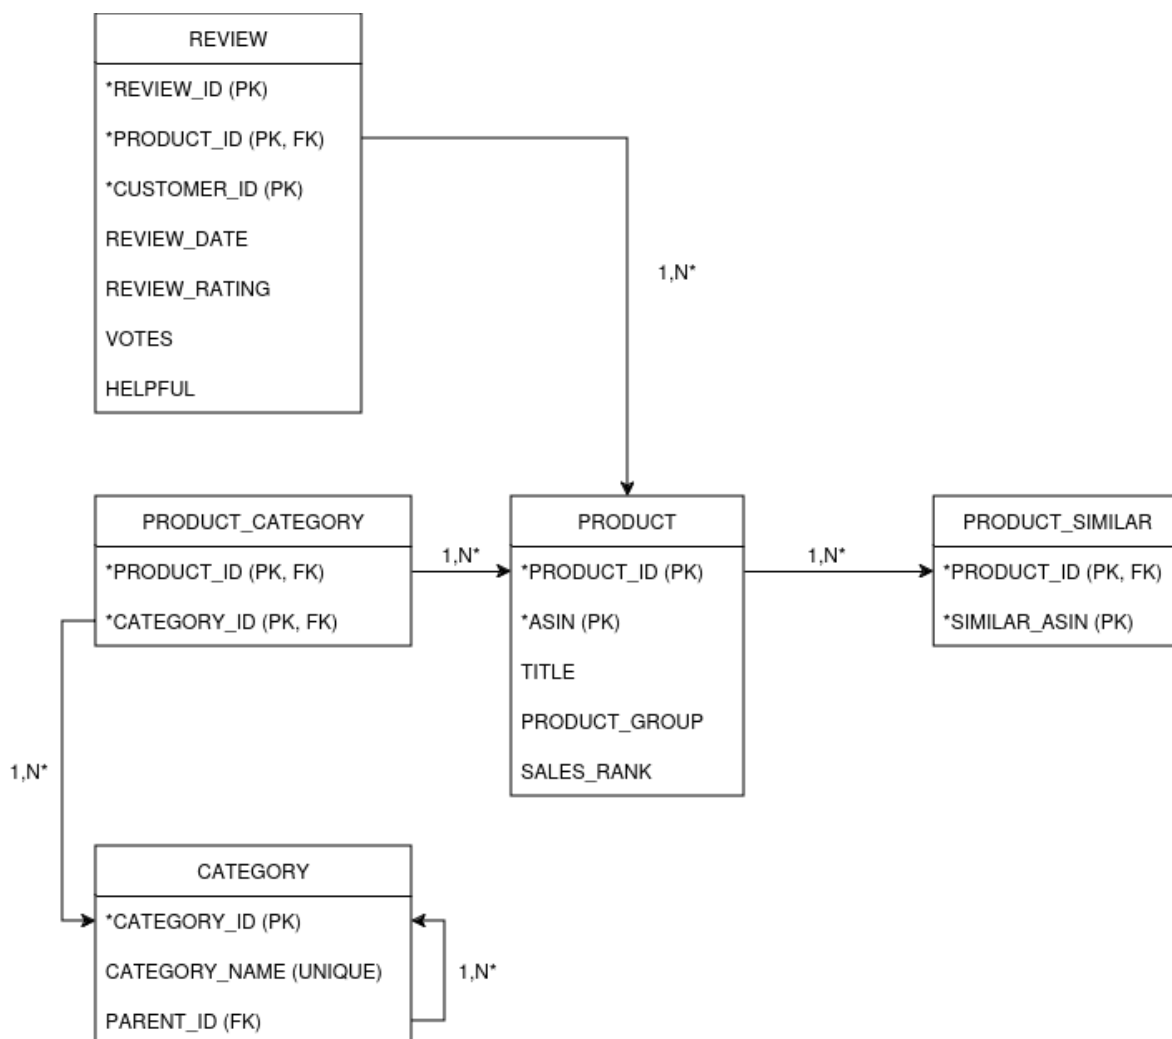 REVIEW
*REVIEW_ID (PK)
*PRODUCT_ID (PK, FK)
*CUSTOMER_ID (PK)
REVIEW_DATE
REVIEW_RATING
VOTES
HELPFUL
1,N*
PRODUCT_CATEGORY
*PRODUCT_ID (PK, FK)
*CATEGORY_ID (PK, FK)
1,N*
PRODUCT
*PRODUCT_ID (PK)
*ASIN (PK)
TITLE
PRODUCT_GROUP
SALES_RANK
1,N*
PRODUCT_SIMILAR
*PRODUCT_ID (PK, FK)
*SIMILAR_ASIN (PK)
1,N*
CATEGORY
*CATEGORY_ID (PK)
CATEGORY_NAME (UNIQUE)
PARENT_ID (FK)
1,N*